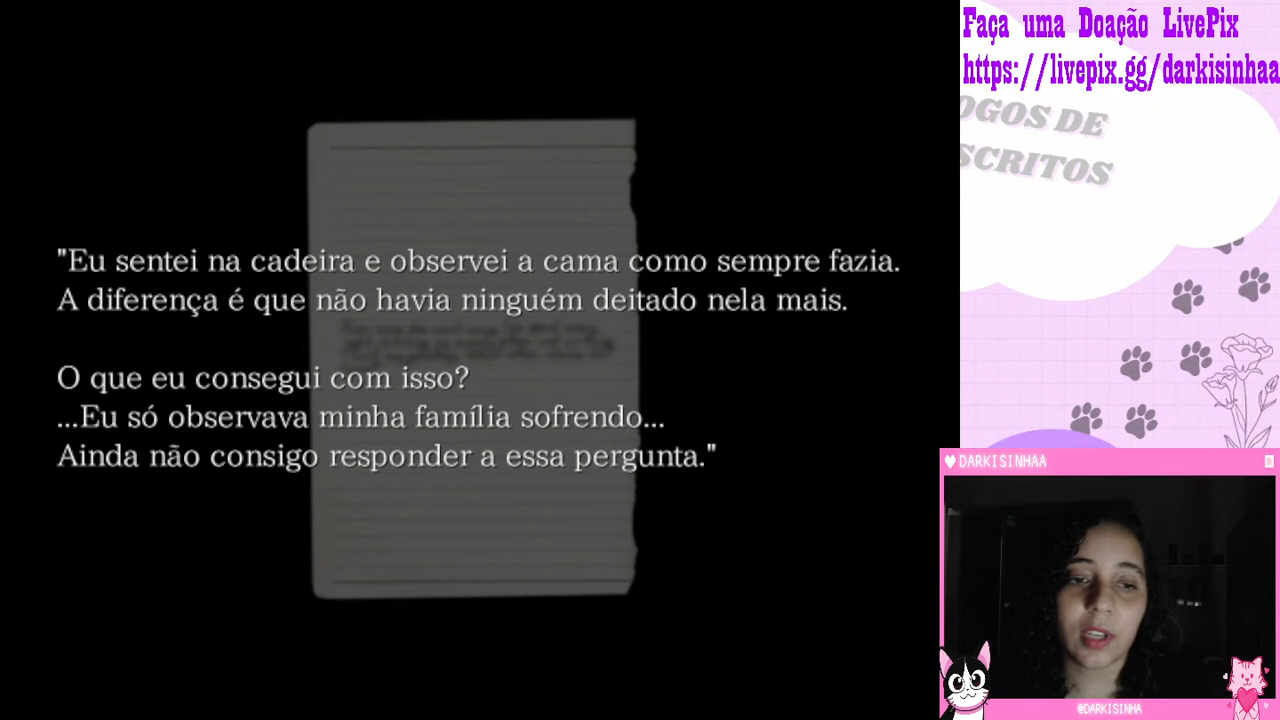 Faça uma Doação LivePix
https://livepix.gg/darkisinhaa
OGOS DE
SCRITOS
"Eu sentei na cadeira e observei a cama como sempre fazia.
A diferença é que não havia ninguém deitado nela mais.
O que eu consegui com isso?
...Eu só observava minha família sofrendo...
Ainda não consigo responder a essa pergunta."
DARKISINHAA
@DARKISINHA